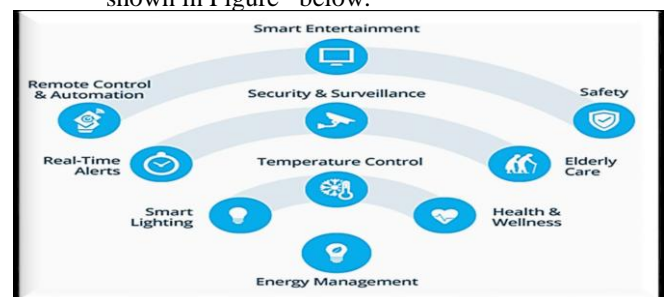 shown in Figure below.
Smart Entertainment
Remote Control
& Automation
Security & Surveillance
Safety
Real-Time
Alerts
Temperature Control
Elderly
Care
Smart
Lighting
Health &
Wellness
Energy Management